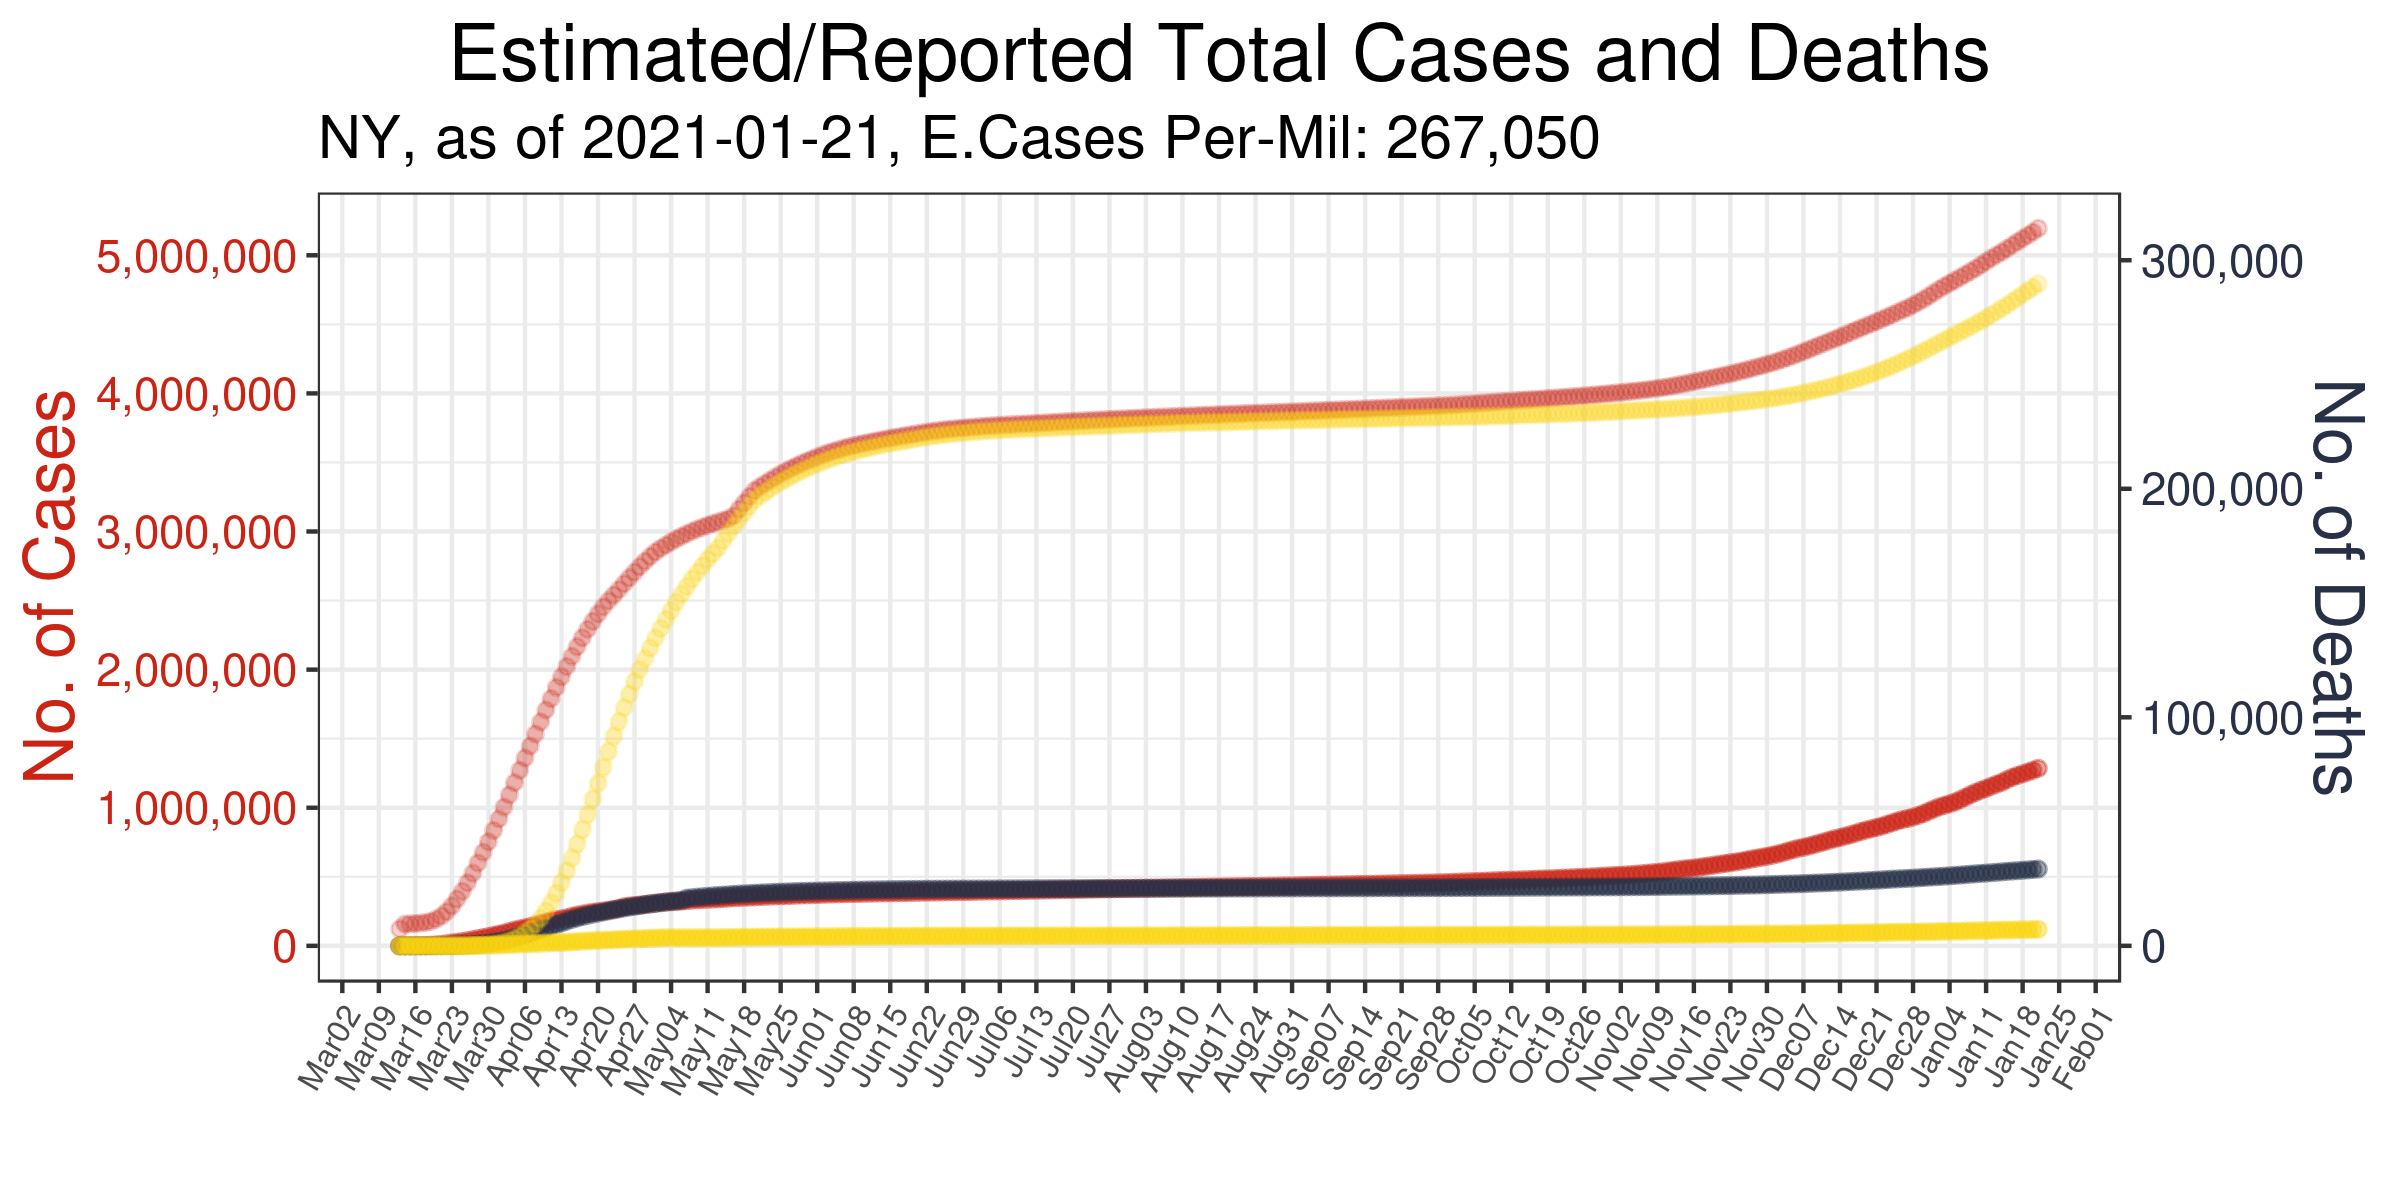 Estimated/Reported Total Cases and Deaths
NY, as of 2021-01-21, E.Cases Per-Mil: 267,050
No. of Cases
5,000,000
4,000,000
3,000,000
2,000,000
1,000,000
0
300,000
200,000
100,000
0
No. of Deaths
Mar02
Mar09
Mar16
Mar23
Mar30
Apr06
Apr13
Apr20
Apr27
May04
May11
May18
May25
Jun01
Jun08
Jun15
Jun22
Jun29
Jul06
Jul13
Jul20
Jul27
Aug03
Aug10
Aug17
Aug24
Aug31
Sep07
Sep14
Sep21
Sep28
Oct05
Oct12
Oct19
Oct26
Nov02
Nov09
Nov16
Nov23
Nov30
Dec07
Dec14
Dec21
Dec28
Jan04
Jan11
Jan18
Jan25
Feb01